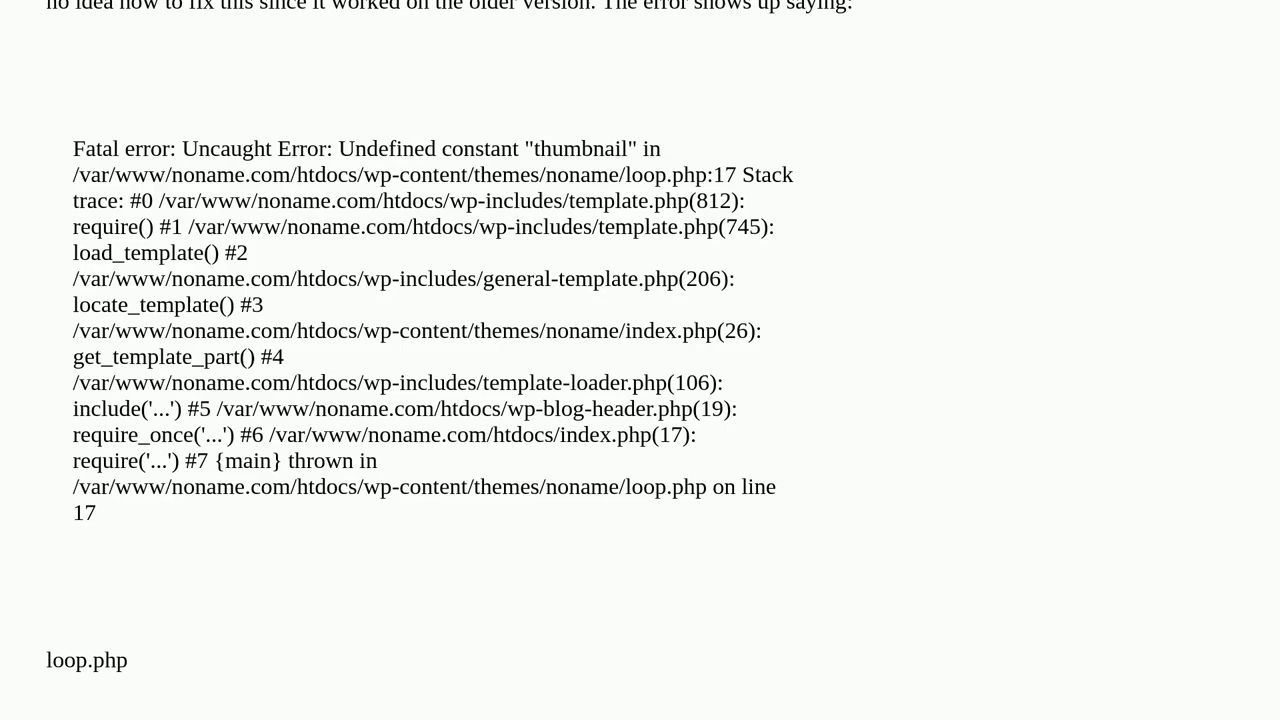 no idea how to fix this since it worked on the older version. The error shows up saying:
Fatal error: Uncaught Error: Undefined constant "thumbnail" in
/var/www/noname.com/htdocs/wp-content/themes/noname/loop.php:17 Stack
trace: #0 /var/www/noname.com/htdocs/wp-includes/template.php(812):
require() #1 /var/www/noname.com/htdocs/wp-includes/template.php(745):
load_template() #2
/var/www/noname.com/htdocs/wp-includes/general-template.php(206):
locate_template() #3
/var/www/noname.com/htdocs/wp-content/themes/noname/index.php(26):
get_template_part() #4
/var/www/noname.com/htdocs/wp-includes/template-loader.php(106):
include('...') #5 /var/www/noname.com/htdocs/wp-blog-header.php(19):
require_once('...') #6 /var/www/noname.com/htdocs/index.php(17):
require('...') #7 {main} thrown in
/var/www/noname.com/htdocs/wp-content/themes/noname/loop.php on line
17
loop.php